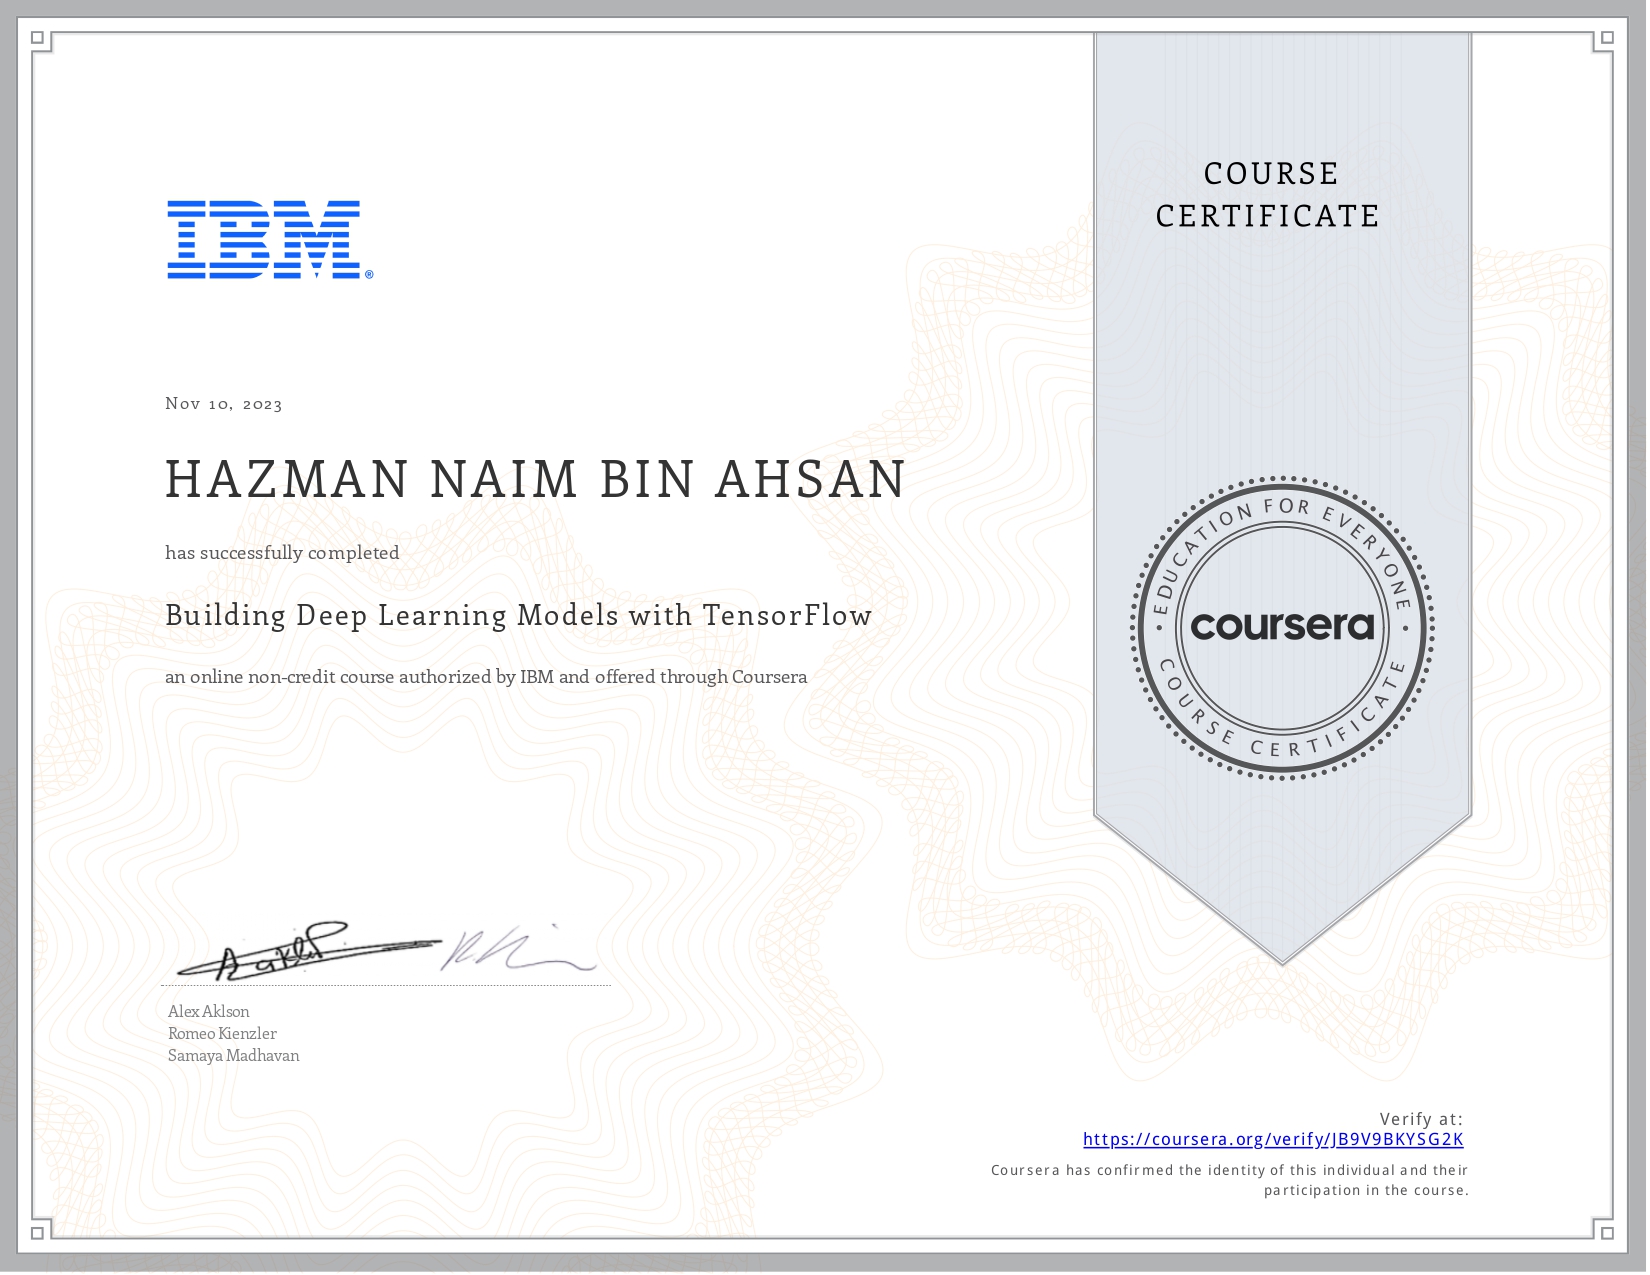 COURSE
CERTIFICATE
IBM®
Nov 10, 2023
HAZMAN NAIM BIN AHSAN
has successfully completed
Building Deep Learning Models with TensorFlow
an online non-credit course authorized by IBM and offered through Coursera
EDUCATION FOR EVERYONE
coursera
COURSE CERTIFICATE
Alex Aklson
Romeo Kienzler
Samaya Madhavan
Verify at:
https://coursera.org/verify/JB9V9BKYSG2K
Coursera has confirmed the identity of this individual and their
participation in the course.